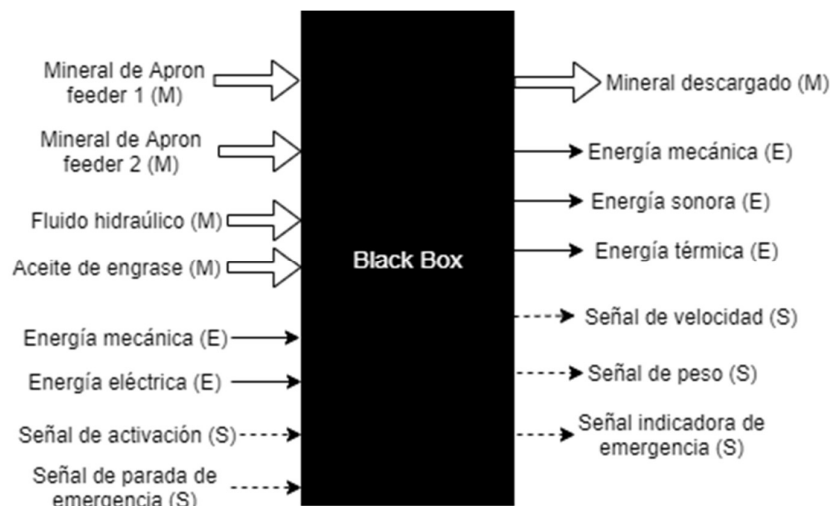 Mineral de Apron
feeder 1 (M)
Mineral de Apron
feeder 2 (M)
Fluido hidraúlico (M)
Aceite de engrase (M)
Energía mecánica (E)
Energía eléctrica (E)
Señal de activación (S)
Señal de parada de
emergencia (S)
Black Box
Mineral descargado (M)
Energía mecánica (E)
Energía sonora (E)
Energía térmica (E)
Señal de velocidad (S)
Señal de peso (S)
Señal indicadora de
emergencia (S)